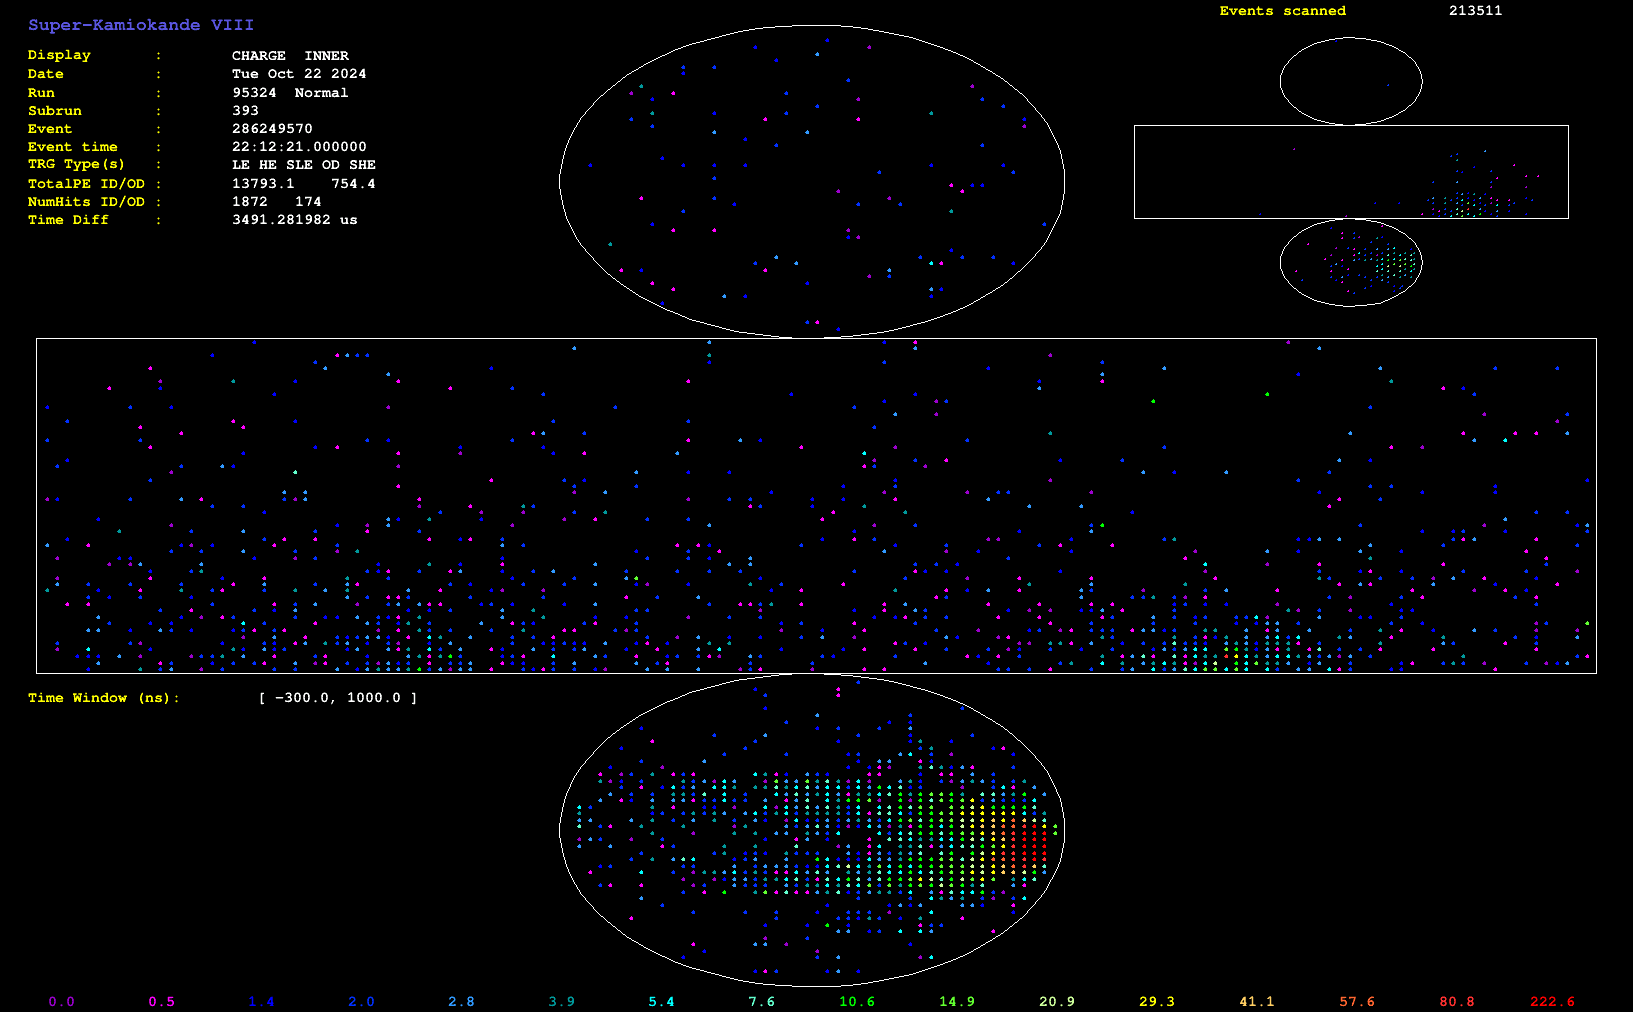 Super-Kamiokande VIII
Events scanned 213511
Display : CHARGE INNER
Date : Tue Oct 22 2024
Run : 95324 Normal
Subrun : 393
Event : 286249570
Event time : 22:12:21.000000
TRG Type(s) : LE HE SLE OD SHE
TotalPE ID/OD : 13793.1 754.4
NumHits ID/OD : 1872 174
Time Diff : 3491.281982 us
Time Window (ns): [ −300.0, 1000.0 ]
0.0 0.5 1.4 2.0 2.8 3.9 5.4 7.6 10.6 14.9 20.9 29.3 41.1 57.6 80.8 222.6